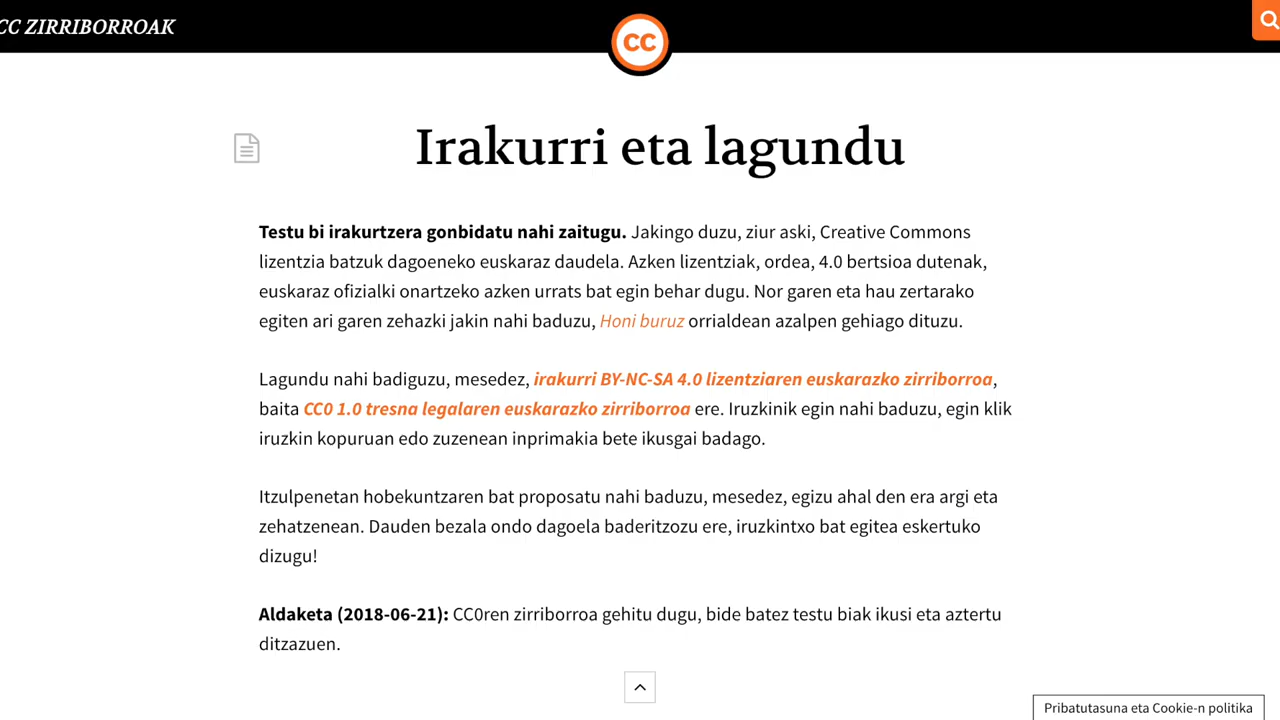 CC ZIRRIBORROAK
CC
Irakurri eta lagundu
Testu bi irakurtzera gonbidatu nahi zaitugu. Jakingo duzu, ziur aski, Creative Commons
lizentzia batzuk dagoeneko euskaraz daudela. Azken lizentziak, ordea, 4.0 bertsioa dutenak,
euskaraz ofizialki onartzeko azken urrats bat egin behar dugu. Nor garen eta hau zertarako
egiten ari garen zehazki jakin nahi baduzu, Honi buruz orrialdean azalpen gehiago dituzu.
Lagundu nahi badiguzu, mesedez, irakurri BY-NC-SA 4.0 lizentziaren euskarazko zirriborroa,
baita CC0 1.0 tresna legalaren euskarazko zirriborroa ere. Iruzkinik egin nahi baduzu, egin klik
iruzkin kopuruan edo zuzenean inprimakia bete ikusgai badago.
Itzulpenetan hobekuntzaren bat proposatu nahi baduzu, mesedez, egizu ahal den era argi eta
zehatzenean. Dauden bezala ondo dagoela baderitzozu ere, iruzkintxo bat egitea eskertuko
dizugu!
Aldaketa (2018-06-21): CC0ren zirriborroa gehitu dugu, bide batez testu biak ikusi eta aztertu
ditzazuen.
Pribatutasuna eta Cookie-n politika